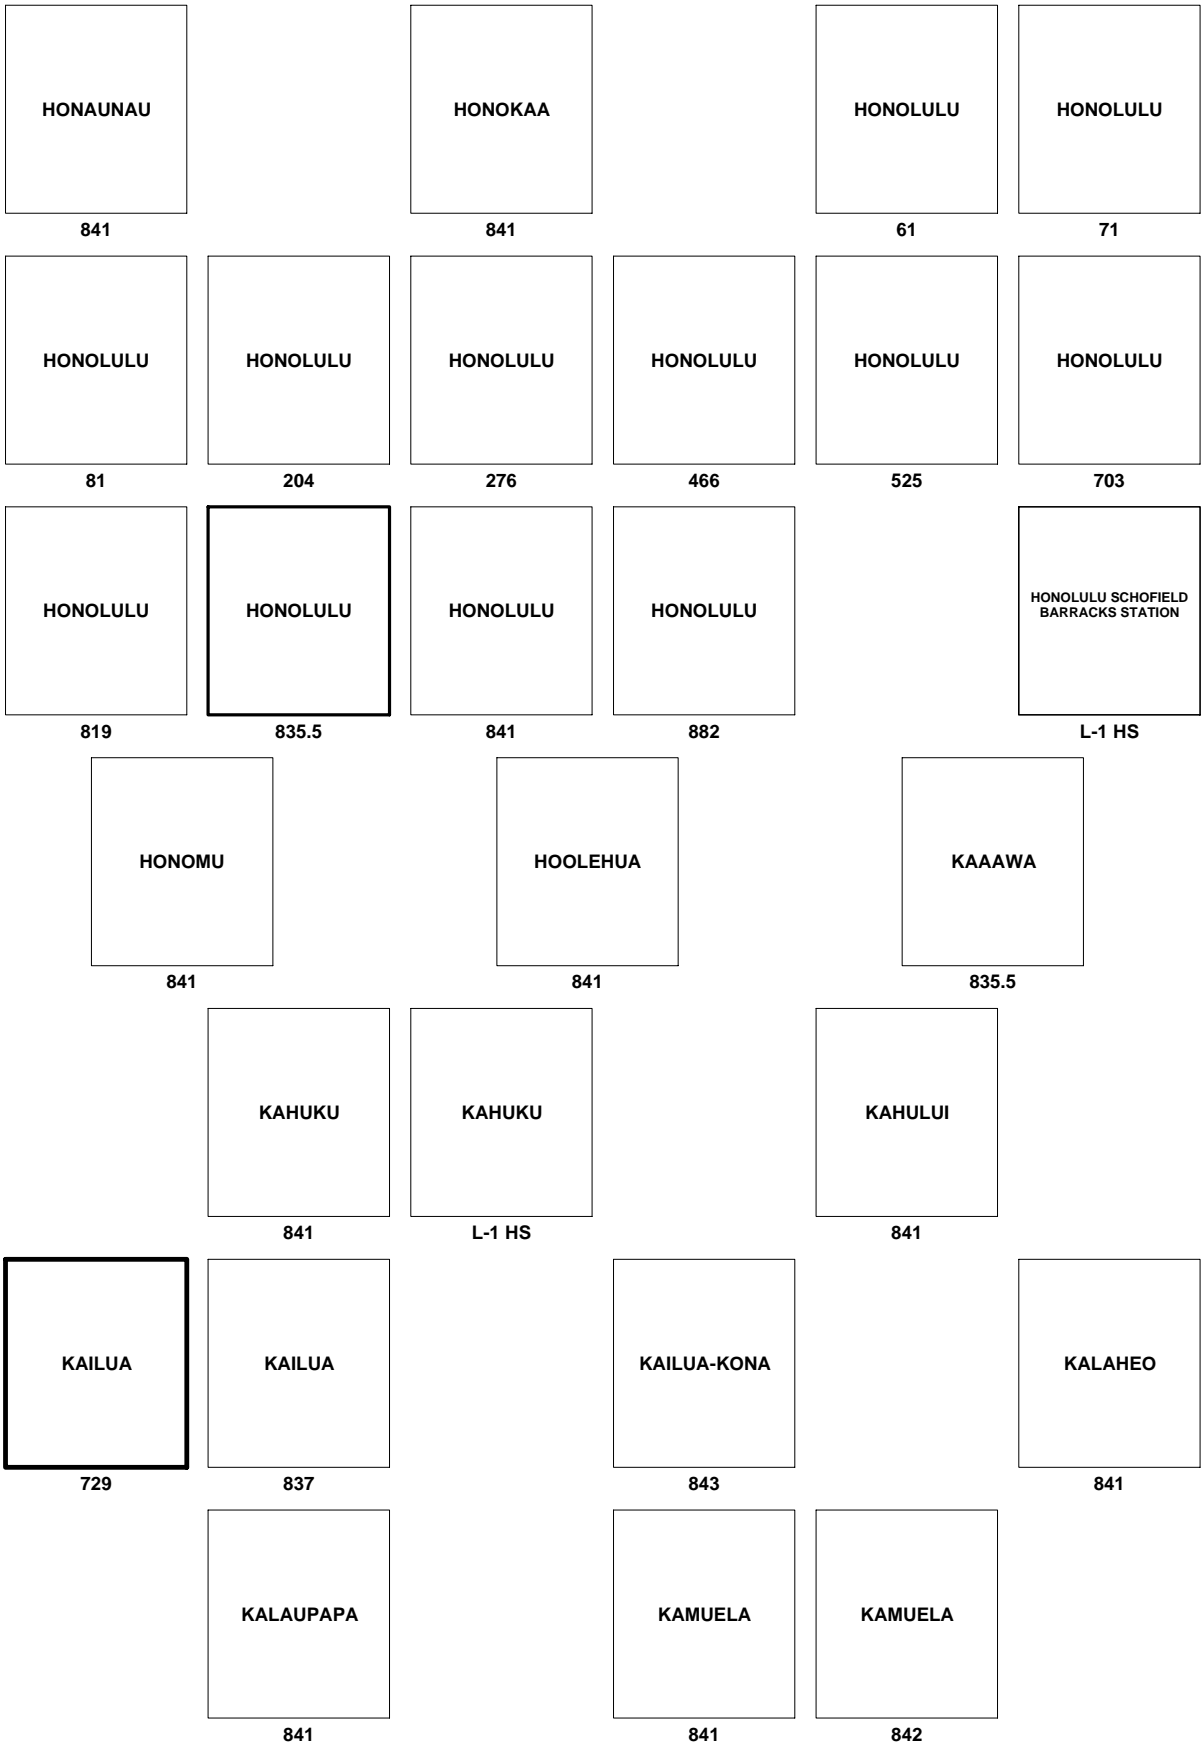 HONAUNAU
HONOKAA
HONOLULU
HONOLULU
841
841
61
71
HONOLULU
HONOLULU
HONOLULU
HONOLULU
HONOLULU
HONOLULU
81
204
276
466
525
703
HONOLULU
HONOLULU
HONOLULU
HONOLULU
HONOLULU SCHOFIELD
BARRACKS STATION
819
835.5
841
882
L-1 HS
HONOMU
HOOLEHUA
KAAAWA
841
841
835.5
KAHUKU
KAHUKU
KAHULUI
841
L-1 HS
841
KAILUA
KAILUA
KAILUA-KONA
KALAHEO
729
837
843
841
KALAUPAPA
KAMUELA
KAMUELA
841
841
842